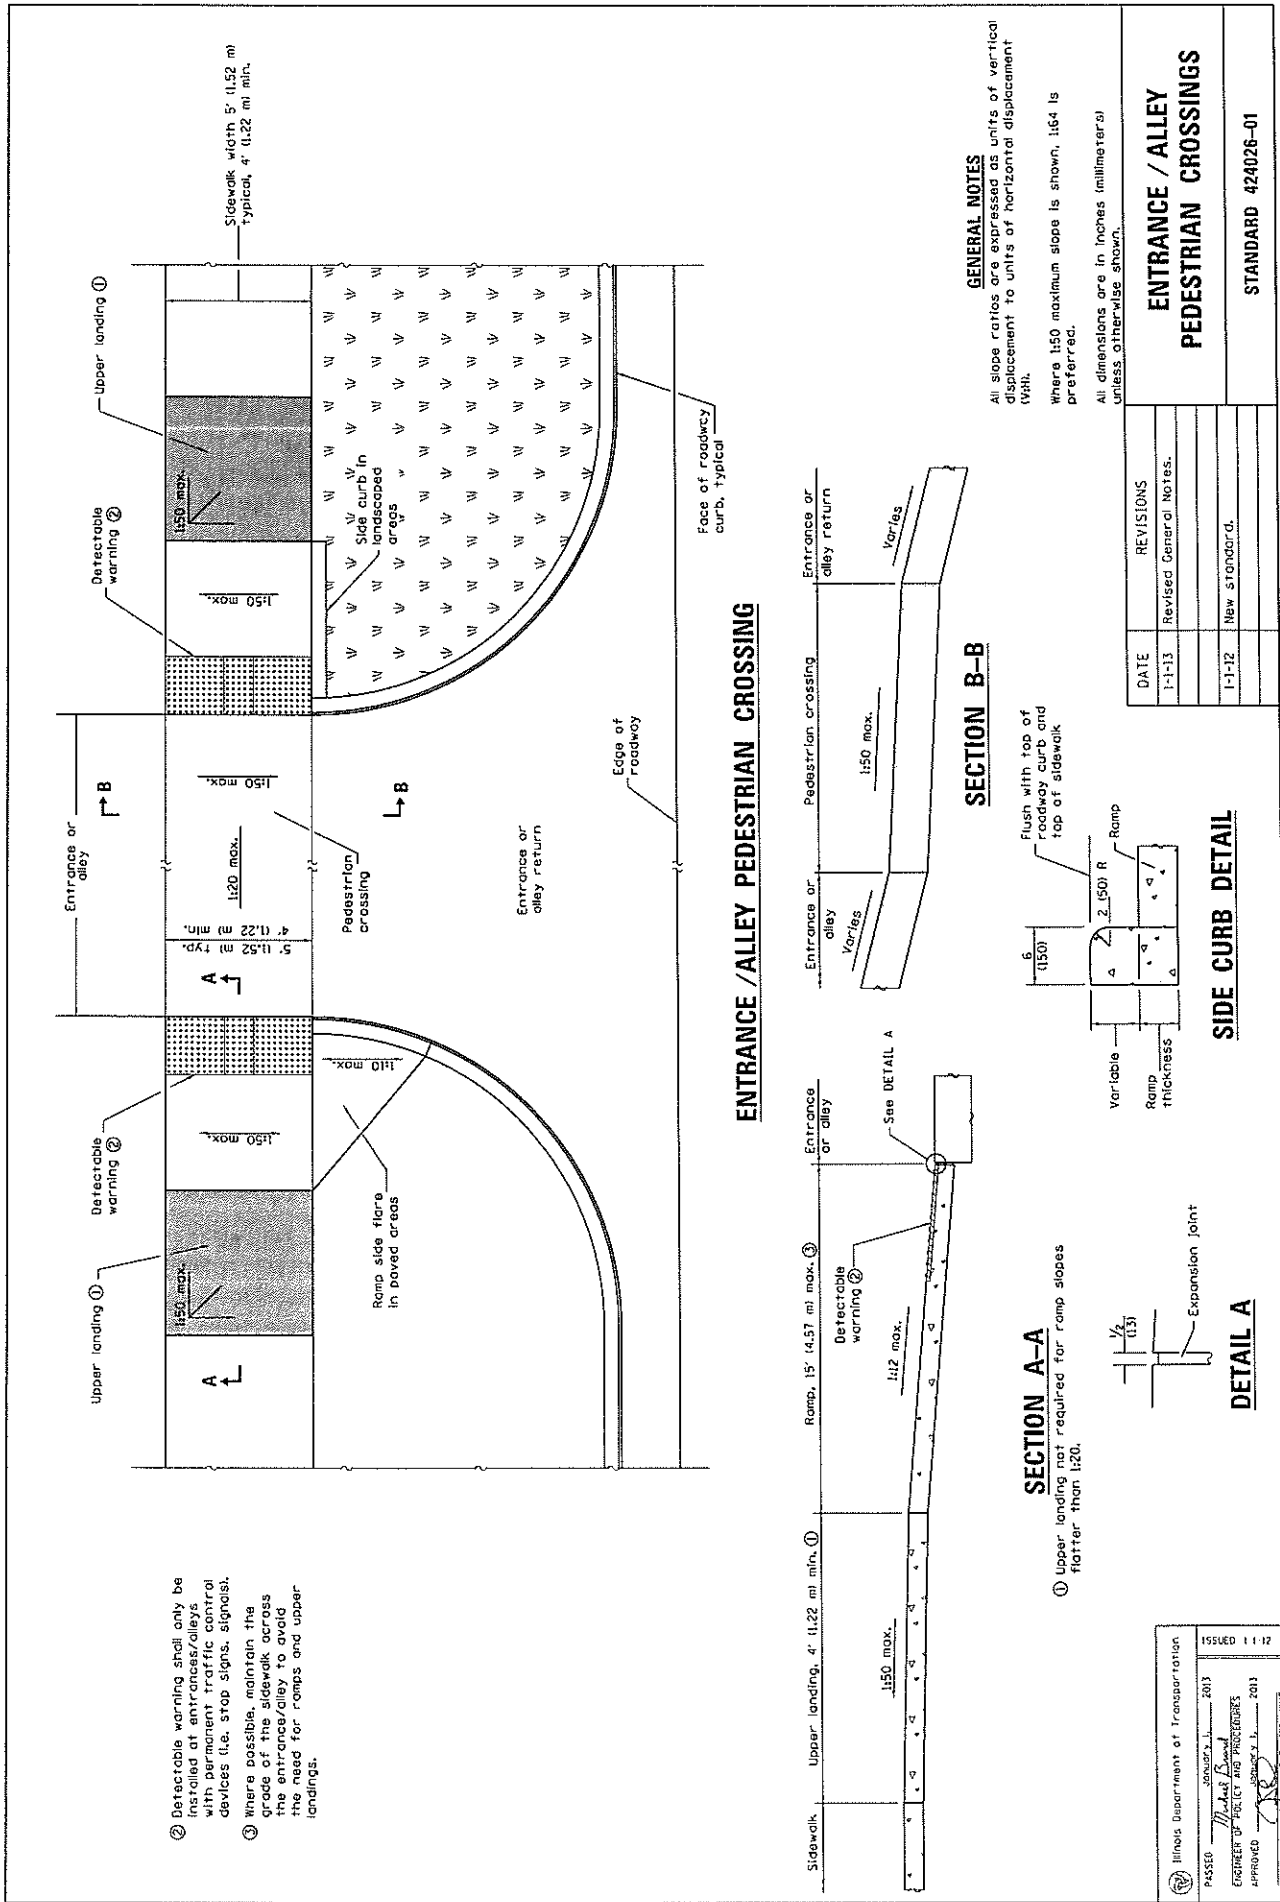 ② Detectable warning shall only be
installed at entrances/alleys
with permanent traffic control
devices (i.e. stop signs, signals).
③ Where possible, maintain the
grade of the sidewalk across
the entrance/alley to avoid
the need for ramps and upper
landings.
Upper landing ①
Detectable
warning ②
Entrance or
alley
Detectable
warning ②
Upper landing ①
Sidewalk width 5' (1.52 m)
typical, 4' (1.22 m) min.
A
1:50 max.
1:50 max.
A
5' (1.52 m) typ.
4' (1.22 m) min.
1:20 max.
1:50 max.
B
1:50 max.
1:50 max.
Ramp side flare
in paved areas
1:10 max.
Pedestrian
crossing
B
Side curb in
landscaped
areas
Entrance or
alley return
Edge of
roadway
Face of roadway
curb, typical
ENTRANCE / ALLEY PEDESTRIAN CROSSING
Sidewalk
Upper landing, 4' (1.22 m) min. ①
Ramp, 15' (4.57 m) max. ③
Entrance
or alley
1:50 max.
1:12 max.
Detectable
warning ②
See DETAIL A
SECTION A–A
① Upper landing not required for ramp slopes
flatter than 1:20.
Entrance or
alley
Pedestrian crossing
Entrance or
alley return
Varies
1:50 max.
Varies
SECTION B–B
1/2
(13)
Expansion joint
DETAIL A
6
(150)
2 (50) R
Flush with top of
roadway curb and
top of sidewalk
Variable
Ramp
thickness
Ramp
SIDE CURB DETAIL
GENERAL NOTES
All slope ratios are expressed as units of vertical
displacement to units of horizontal displacement
(V:H).
Where 1:50 maximum slope is shown, 1:64 is
preferred.
All dimensions are in inches (millimeters)
unless otherwise shown.
Illinois Department of Transportation
PASSED January 1, 2013
ENGINEER OF POLICY AND PROCEDURES
APPROVED January 1, 2013
ISSUED 1-1-12
DATE REVISIONS
1-1-13 Revised General Notes.
1-1-12 New standard.
ENTRANCE / ALLEY
PEDESTRIAN CROSSINGS
STANDARD 424026–01